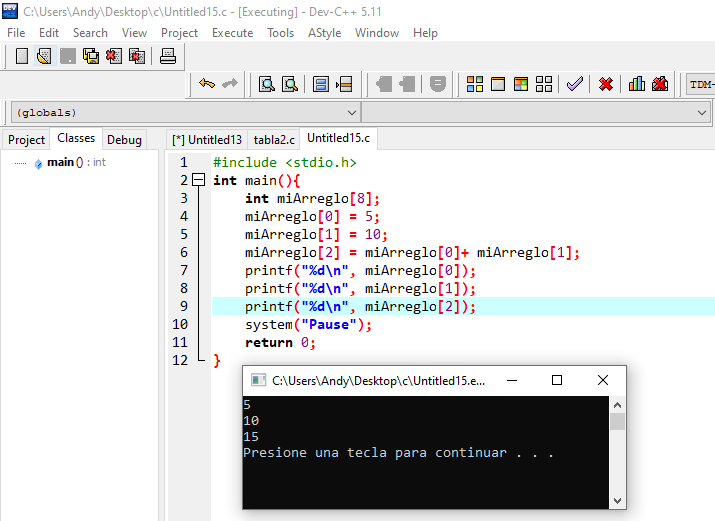 C:\Users\Andy\Desktop\c\Untitled15.c - [Executing] - Dev-C++ 5.11
File Edit Search View Project Execute Tools AStyle Window Help
TDM-
(globals)
Project Classes Debug [*] Untitled13 tabla2.c Untitled15.c
main () : int
1 #include <stdio.h>
2 int main(){
3 int miArreglo[8];
4 miArreglo[0] = 5;
5 miArreglo[1] = 10;
6 miArreglo[2] = miArreglo[0]+ miArreglo[1];
7 printf("%d\n", miArreglo[0]);
8 printf("%d\n", miArreglo[1]);
9 printf("%d\n", miArreglo[2]);
10 system("Pause");
11 return 0;
12 }
C:\Users\Andy\Desktop\c\Untitled15.e...
5
10
15
Presione una tecla para continuar . . .